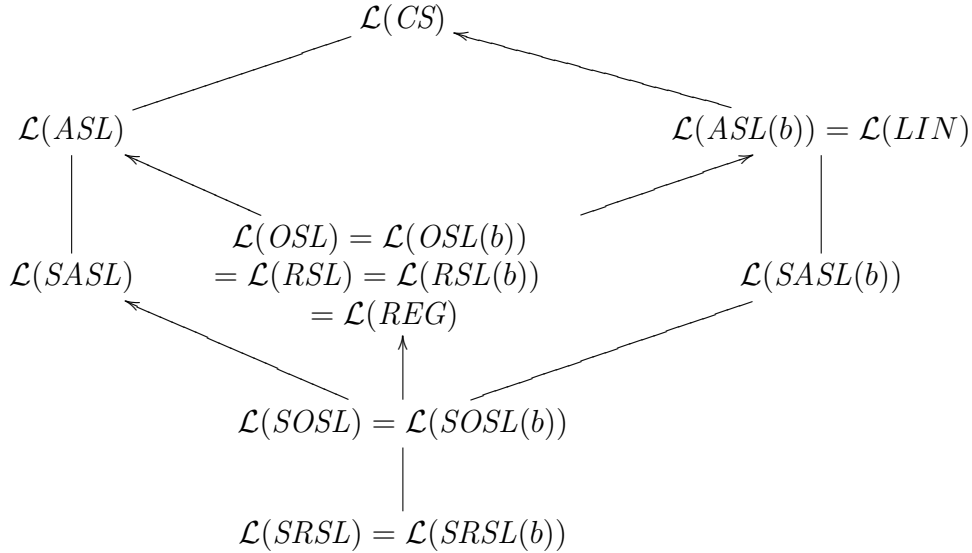 ℒ(CS)
ℒ(ASL)
ℒ(ASL(b)) = ℒ(LIN)
ℒ(OSL) = ℒ(OSL(b))
= ℒ(RSL) = ℒ(RSL(b))
= ℒ(REG)
ℒ(SASL)
ℒ(SASL(b))
ℒ(SOSL) = ℒ(SOSL(b))
ℒ(SRSL) = ℒ(SRSL(b))